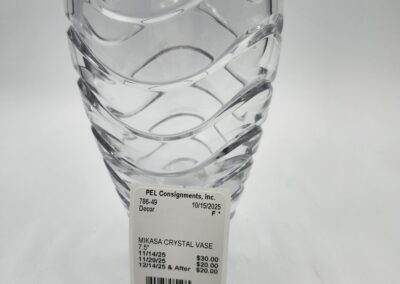 PEL Consignments, inc.
786-49 10/15/2025
Decor F *
MIKASA CRYSTAL VASE
7.5"
11/14/25 $30.00
11/29/25 $20.00
12/14/25 & After $20.00